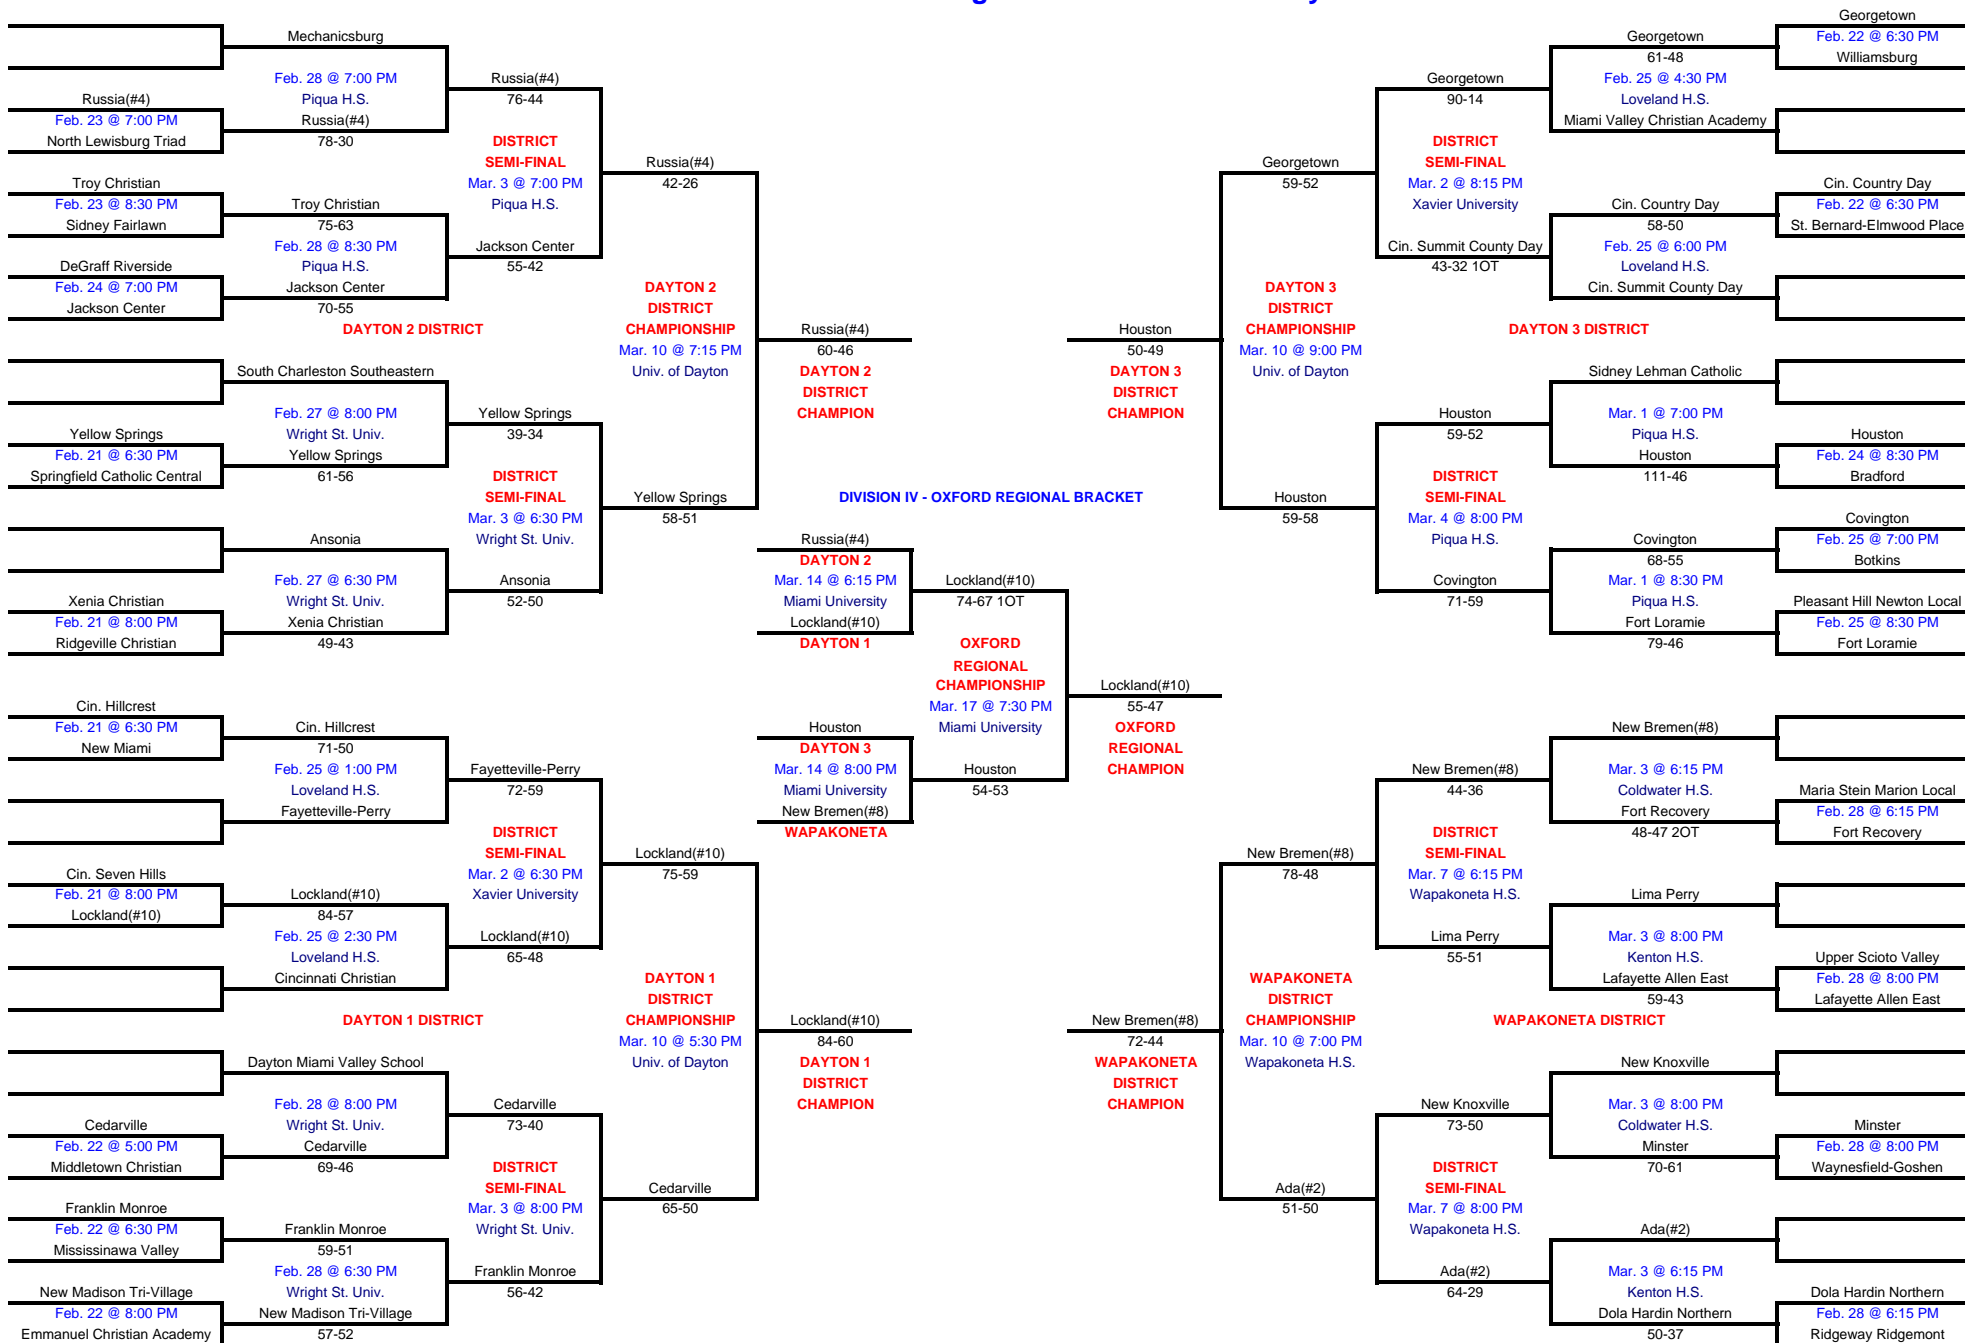 Mechanicsburg
Feb. 28 @ 7:00 PM
Piqua H.S.
Russia(#4)
Feb. 23 @ 7:00 PM
North Lewisburg Triad
Russia(#4)
78-30
Russia(#4)
76-44
DISTRICT
SEMI-FINAL
Mar. 3 @ 7:00 PM
Piqua H.S.
Troy Christian
Feb. 23 @ 8:30 PM
Sidney Fairlawn
Troy Christian
75-63
Feb. 28 @ 8:30 PM
Piqua H.S.
DeGraff Riverside
Feb. 24 @ 7:00 PM
Jackson Center
Jackson Center
70-55
Jackson Center
55-42
Russia(#4)
42-26
DAYTON 2 DISTRICT
DAYTON 2
DISTRICT
CHAMPIONSHIP
Mar. 10 @ 7:15 PM
Univ. of Dayton
Russia(#4)
60-46
DAYTON 2
DISTRICT
CHAMPION
South Charleston Southeastern
Feb. 27 @ 8:00 PM
Wright St. Univ.
Yellow Springs
Feb. 21 @ 6:30 PM
Springfield Catholic Central
Yellow Springs
61-56
Yellow Springs
39-34
DISTRICT
SEMI-FINAL
Mar. 3 @ 6:30 PM
Wright St. Univ.
Yellow Springs
58-51
Ansonia
Feb. 27 @ 6:30 PM
Wright St. Univ.
Xenia Christian
Feb. 21 @ 8:00 PM
Ridgeville Christian
Xenia Christian
49-43
Ansonia
52-50
Georgetown
Feb. 22 @ 6:30 PM
Williamsburg
Georgetown
61-48
Feb. 25 @ 4:30 PM
Loveland H.S.
Miami Valley Christian Academy
Georgetown
90-14
DISTRICT
SEMI-FINAL
Mar. 2 @ 8:15 PM
Xavier University
Georgetown
59-52
Cin. Country Day
Feb. 22 @ 6:30 PM
St. Bernard-Elmwood Place
Cin. Country Day
58-50
Feb. 25 @ 6:00 PM
Loveland H.S.
Cin. Summit County Day
Cin. Summit County Day
43-32 1OT
DAYTON 3
DISTRICT
CHAMPIONSHIP
Mar. 10 @ 9:00 PM
Univ. of Dayton
DAYTON 3 DISTRICT
Houston
50-49
DAYTON 3
DISTRICT
CHAMPION
Sidney Lehman Catholic
Mar. 1 @ 7:00 PM
Piqua H.S.
Houston
Feb. 24 @ 8:30 PM
Bradford
Houston
111-46
Houston
59-52
DISTRICT
SEMI-FINAL
Mar. 4 @ 8:00 PM
Piqua H.S.
Houston
59-58
Covington
Feb. 25 @ 7:00 PM
Botkins
Covington
68-55
Mar. 1 @ 8:30 PM
Piqua H.S.
Pleasant Hill Newton Local
Feb. 25 @ 8:30 PM
Fort Loramie
Fort Loramie
79-46
Covington
71-59
DIVISION IV - OXFORD REGIONAL BRACKET
Russia(#4)
DAYTON 2
Mar. 14 @ 6:15 PM
Miami University
Lockland(#10)
DAYTON 1
Lockland(#10)
74-67 1OT
OXFORD
REGIONAL
CHAMPIONSHIP
Mar. 17 @ 7:30 PM
Miami University
Lockland(#10)
55-47
OXFORD
REGIONAL
CHAMPION
Houston
DAYTON 3
Mar. 14 @ 8:00 PM
Miami University
New Bremen(#8)
WAPAKONETA
Houston
54-53
Cin. Hillcrest
Feb. 21 @ 6:30 PM
New Miami
Cin. Hillcrest
71-50
Feb. 25 @ 1:00 PM
Loveland H.S.
Fayetteville-Perry
Fayetteville-Perry
72-59
DISTRICT
SEMI-FINAL
Mar. 2 @ 6:30 PM
Xavier University
Lockland(#10)
75-59
Cin. Seven Hills
Feb. 21 @ 8:00 PM
Lockland(#10)
Lockland(#10)
84-57
Feb. 25 @ 2:30 PM
Loveland H.S.
Cincinnati Christian
Lockland(#10)
65-48
DAYTON 1 DISTRICT
DAYTON 1
DISTRICT
CHAMPIONSHIP
Mar. 10 @ 5:30 PM
Univ. of Dayton
Lockland(#10)
84-60
DAYTON 1
DISTRICT
CHAMPION
Dayton Miami Valley School
Feb. 28 @ 8:00 PM
Wright St. Univ.
Cedarville
Feb. 22 @ 5:00 PM
Middletown Christian
Cedarville
69-46
Cedarville
73-40
DISTRICT
SEMI-FINAL
Mar. 3 @ 8:00 PM
Wright St. Univ.
Cedarville
65-50
Franklin Monroe
Feb. 22 @ 6:30 PM
Mississinawa Valley
Franklin Monroe
59-51
Feb. 28 @ 6:30 PM
Wright St. Univ.
New Madison Tri-Village
Feb. 22 @ 8:00 PM
Emmanuel Christian Academy
New Madison Tri-Village
57-52
Franklin Monroe
56-42
New Bremen(#8)
Mar. 3 @ 6:15 PM
Coldwater H.S.
Maria Stein Marion Local
Feb. 28 @ 6:15 PM
Fort Recovery
Fort Recovery
48-47 2OT
New Bremen(#8)
44-36
DISTRICT
SEMI-FINAL
Mar. 7 @ 6:15 PM
Wapakoneta H.S.
New Bremen(#8)
78-48
Lima Perry
Mar. 3 @ 8:00 PM
Kenton H.S.
Upper Scioto Valley
Feb. 28 @ 8:00 PM
Lafayette Allen East
Lafayette Allen East
59-43
Lima Perry
55-51
WAPAKONETA
DISTRICT
CHAMPIONSHIP
Mar. 10 @ 7:00 PM
Wapakoneta H.S.
WAPAKONETA DISTRICT
New Bremen(#8)
72-44
WAPAKONETA
DISTRICT
CHAMPION
New Knoxville
Mar. 3 @ 8:00 PM
Coldwater H.S.
Minster
Feb. 28 @ 8:00 PM
Waynesfield-Goshen
Minster
70-61
New Knoxville
73-50
DISTRICT
SEMI-FINAL
Mar. 7 @ 8:00 PM
Wapakoneta H.S.
Ada(#2)
51-50
Ada(#2)
Mar. 3 @ 6:15 PM
Kenton H.S.
Dola Hardin Northern
Feb. 28 @ 6:15 PM
Ridgeway Ridgemont
Dola Hardin Northern
50-37
Ada(#2)
64-29